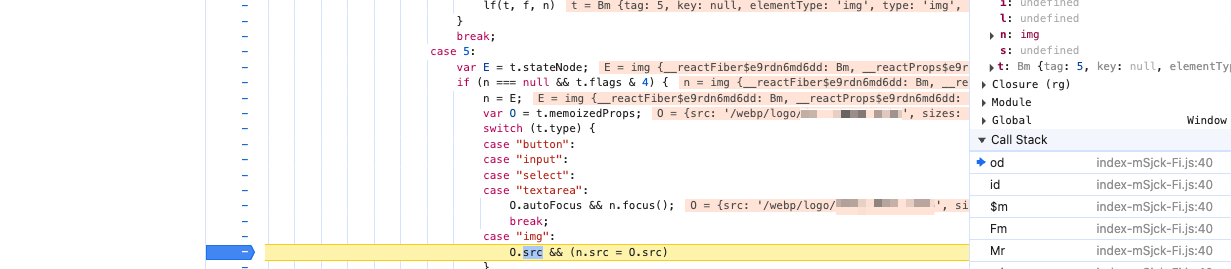 lf(t, f, n) t = Bm {tag: 5, key: null, elementType: 'img', type: 'img',
}
break;
case 5:
var E = t.stateNode; E = img {__reactFiber$e9rdn6md6dd: Bm, __reactProps$e9r
if (n === null && t.flags & 4) { n = img {__reactFiber$e9rdn6md6dd: Bm, __re
n = E; E = img {__reactFiber$e9rdn6md6dd: Bm, __reactProps$e9rdn6md6dd:
var O = t.memoizedProps; O = {src: '/webp/logo/ ', sizes:
switch (t.type) {
case "button":
case "input":
case "select":
case "textarea":
O.autoFocus && n.focus(); O = {src: '/webp/logo/ ', si
break;
case "img":
O.src && (n.src = O.src)
}
i: undefined
l: undefined
n: img
s: undefined
t: Bm {tag: 5, key: null, elementTyp
Closure (rg)
Module
Global Window
Call Stack
od index-mSjck-Fi.js:40
id index-mSjck-Fi.js:40
$m index-mSjck-Fi.js:40
Fm index-mSjck-Fi.js:40
Mr index-mSjck-Fi.js:40